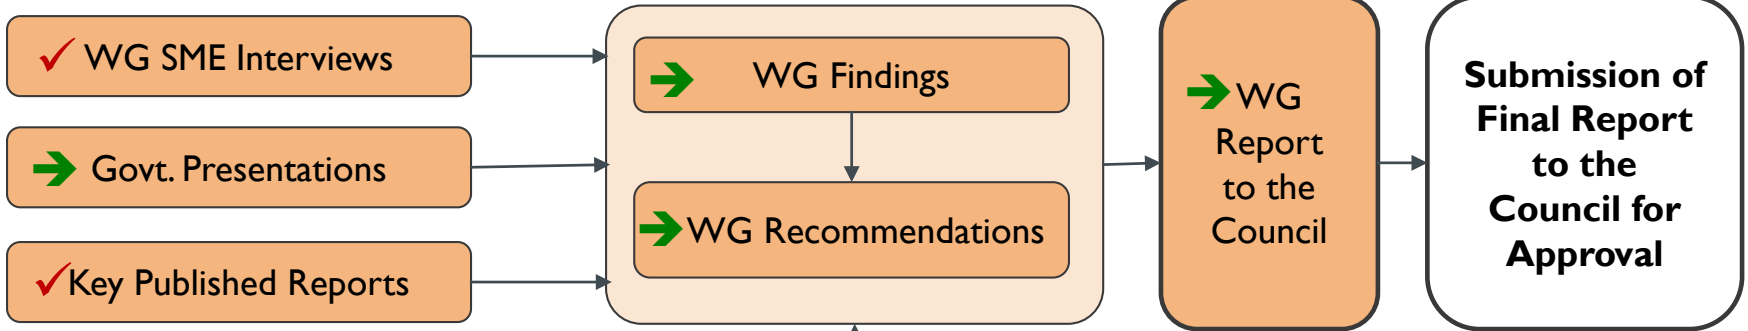 WG SME Interviews
Govt. Presentations
Key Published Reports
WG Findings
WG Recommendations
WG
Report
to the
Council
Submission of
Final Report
to the
Council for
Approval